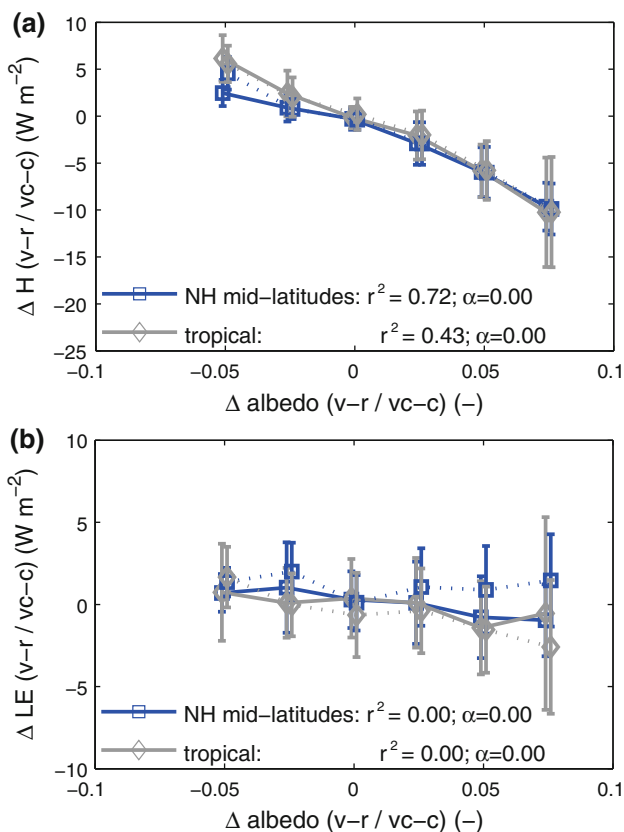 (a)
Δ H (v−r / vc−c) (W m−2)
10
5
0
−5
−10
−15
−20
−25
NH mid−latitudes: r2 = 0.72; α=0.00
tropical: r2 = 0.43; α=0.00
−0.1
−0.05
0
0.05
0.1
Δ albedo (v−r / vc−c) (−)
(b)
Δ LE (v−r / vc−c) (W m−2)
10
5
0
−5
−10
NH mid−latitudes: r2 = 0.00; α=0.00
tropical: r2 = 0.00; α=0.00
−0.1
−0.05
0
0.05
0.1
Δ albedo (v−r / vc−c) (−)